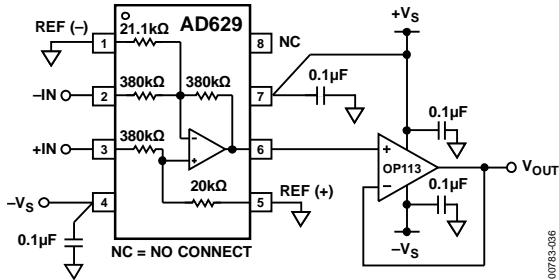 REF (–)
21.1kΩ
AD629
1
8
NC
+VS
–IN
380kΩ
380kΩ
2
7
0.1µF
0.1µF
+IN
380kΩ
3
6
–
+
+
–
OP113
VOUT
–VS
20kΩ
4
5
REF (+)
0.1µF
0.1µF
–VS
NC = NO CONNECT
00783-036